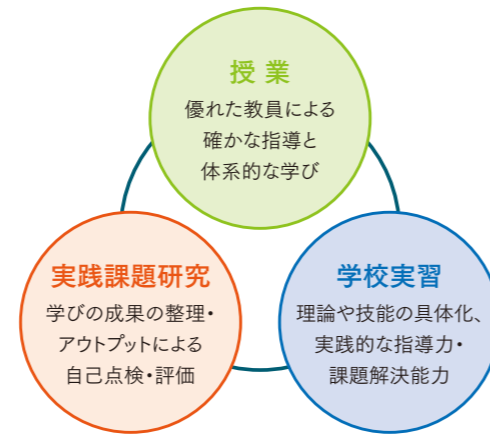 授 業
優れた教員による
確かな指導と
体系的な学び
実践課題研究
学びの成果の整理・
アウトプットによる
自己点検・評価
学校実習
理論や技能の具体化、
実践的な指導力・
課題解決能力